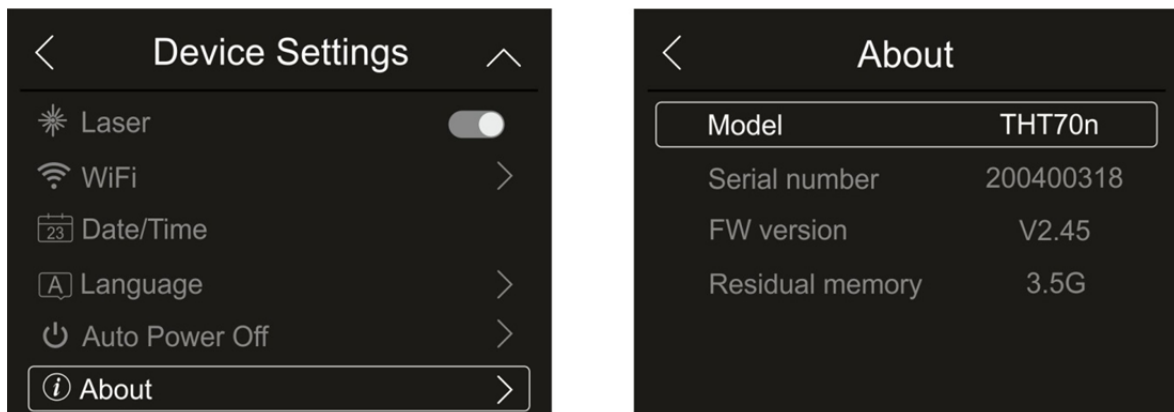 Device Settings
Laser
WiFi
23 Date/Time
A Language
Auto Power Off
i About
About
Model THT70n
Serial number 200400318
FW version V2.45
Residual memory 3.5G